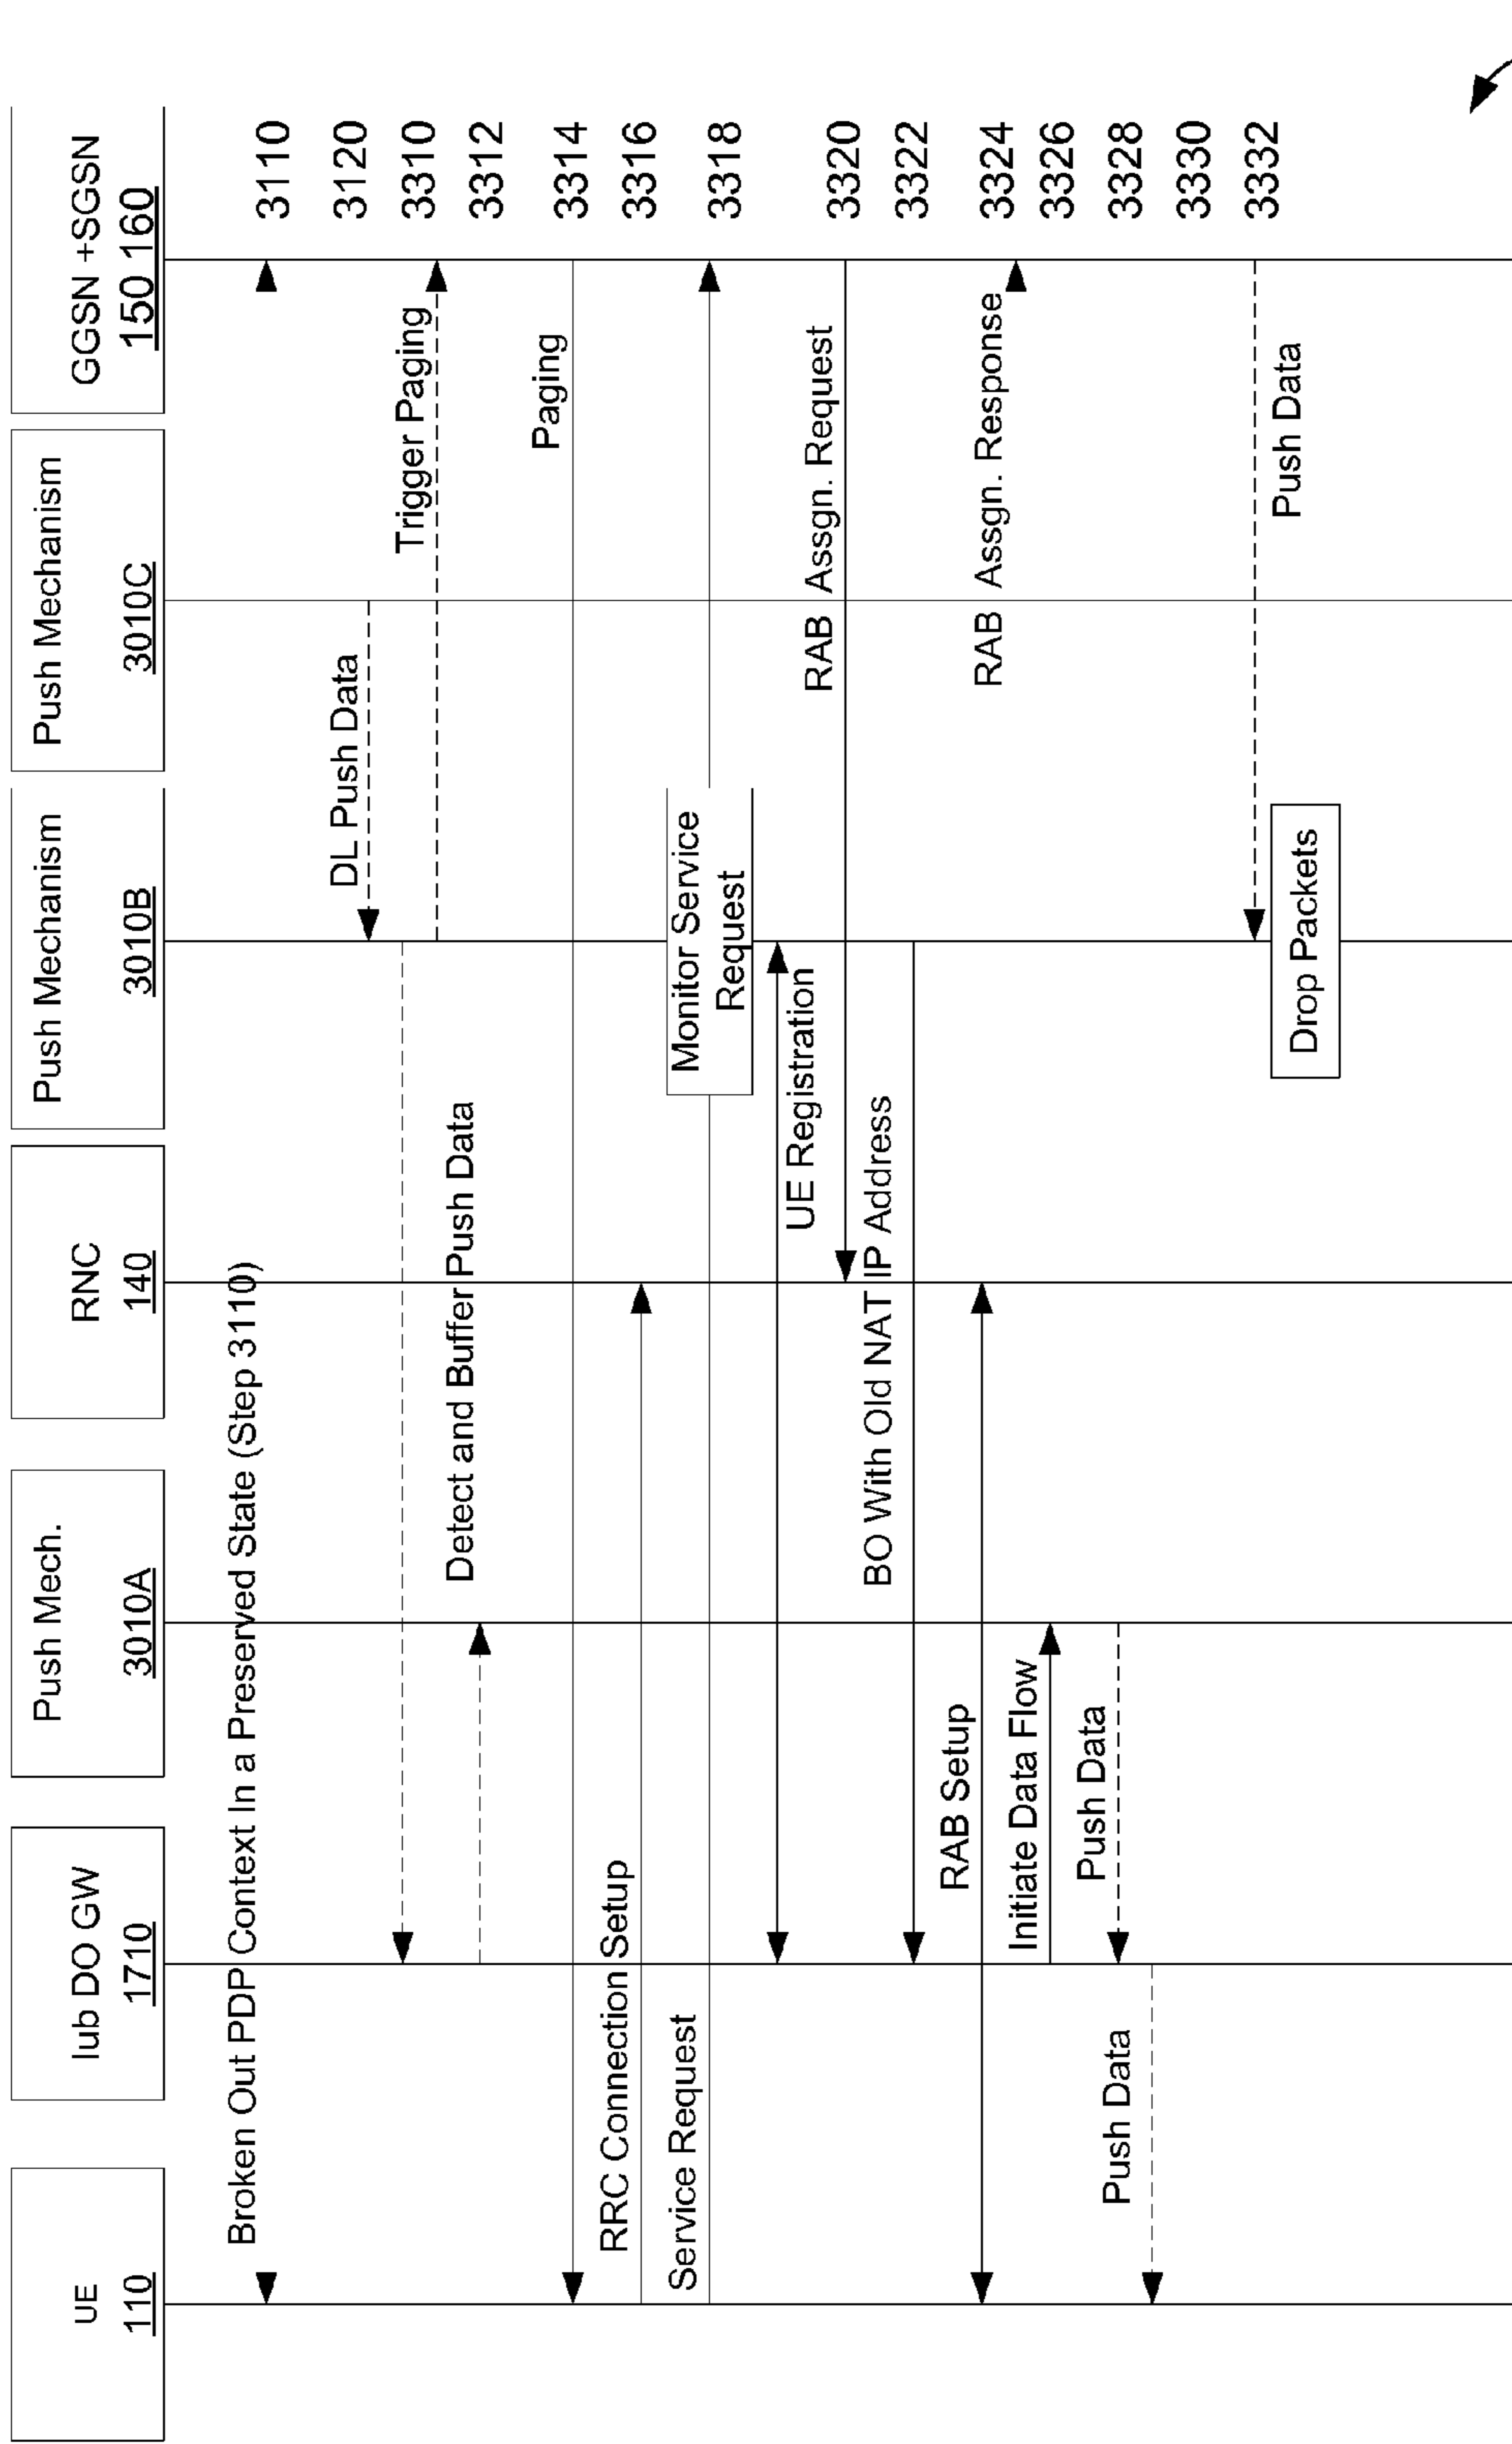 UE
110
Iub DO GW
1710
Push Mech.
3010A
RNC
140
Push Mechanism
3010B
Push Mechanism
3010C
GGSN +SGSN
150 160
Broken Out PDP Context In a Preserved State (Step 3110)
3110
DL Push Data
3120
Trigger Paging
3310
Detect and Buffer Push Data
3312
Paging
3314
RRC Connection Setup
3316
Service Request
Monitor Service
Request
3318
UE Registration
RAB Assgn. Request
3320
BO With Old NAT IP Address
3322
RAB Setup
RAB Assgn. Response
3324
Initiate Data Flow
3326
Push Data
Push Data
3328
3330
3332
Push Data
Drop Packets